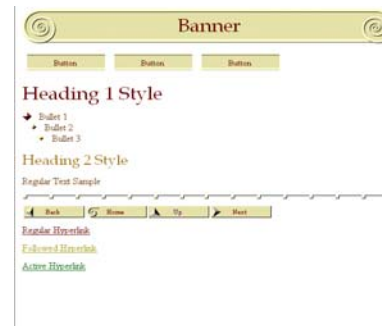 Banner
Button Button Button
Heading 1 Style
Bullet 1
Bullet 2
Bullet 3
Heading 2 Style
Regular Text Sample
Back Home Up Next
Regular Hyperlink
Followed Hyperlink
Active Hyperlink